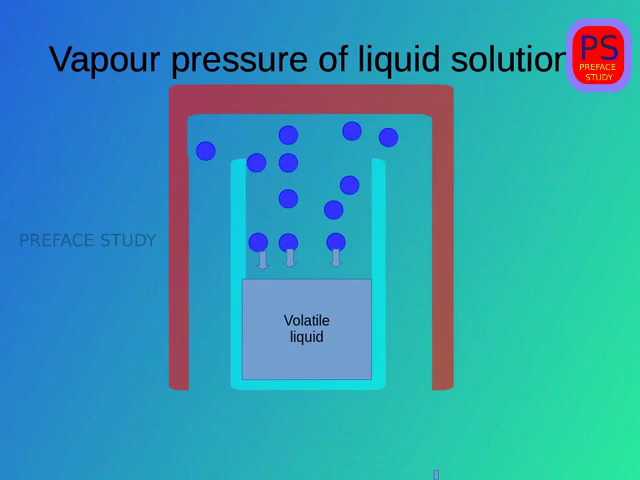 Vapour pressure of liquid solution
PS
PREFACE
STUDY
PREFACE STUDY
Volatile
liquid